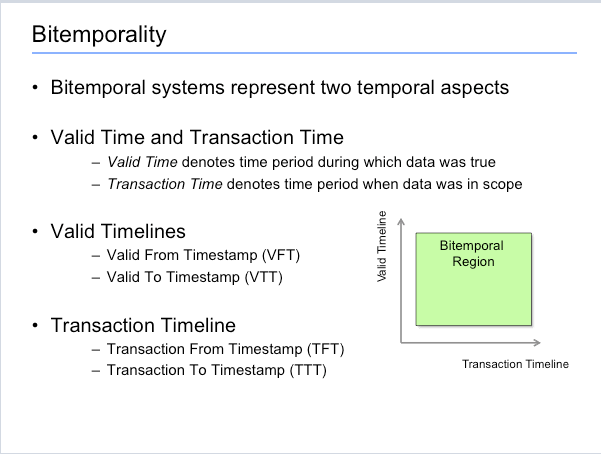 Bitemporality
• Bitemporal systems represent two temporal aspects
• Valid Time and Transaction Time
– Valid Time denotes time period during which data was true
– Transaction Time denotes time period when data was in scope
• Valid Timelines
– Valid From Timestamp (VFT)
– Valid To Timestamp (VTT)
• Transaction Timeline
– Transaction From Timestamp (TFT)
– Transaction To Timestamp (TTT)
Valid Timeline
Bitemporal
Region
Transaction Timeline